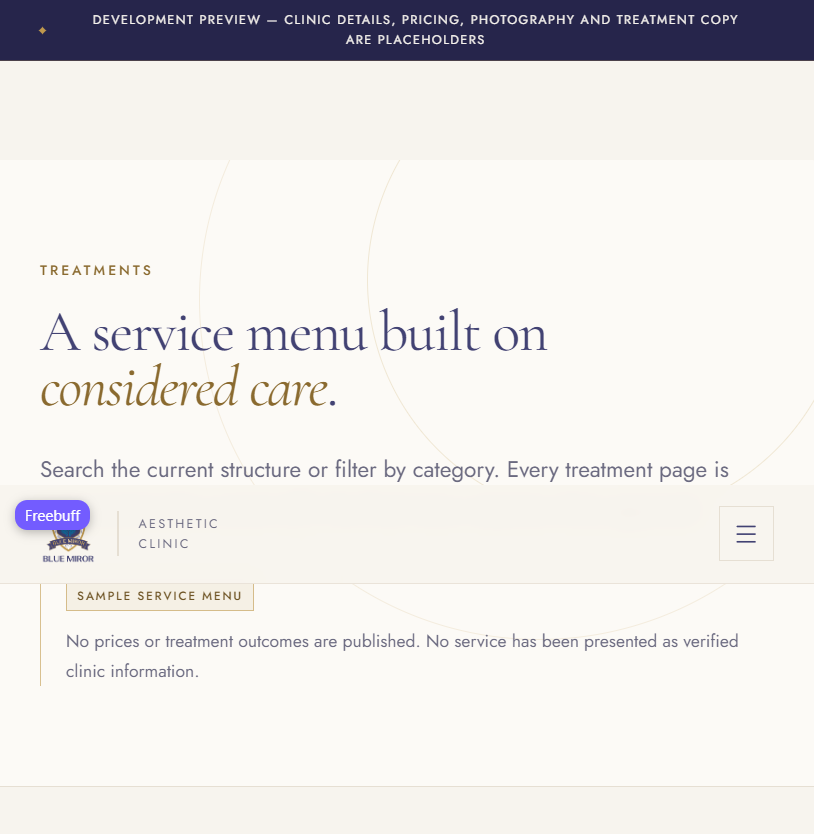 DEVELOPMENT PREVIEW — CLINIC DETAILS, PRICING, PHOTOGRAPHY AND TREATMENT COPY
ARE PLACEHOLDERS
TREATMENTS
A service menu built on
considered care.
Search the current structure or filter by category. Every treatment page is
Freebuff
BLUE MIROR
BLUE MIROR
AESTHETIC
CLINIC
SAMPLE SERVICE MENU
No prices or treatment outcomes are published. No service has been presented as verified
clinic information.